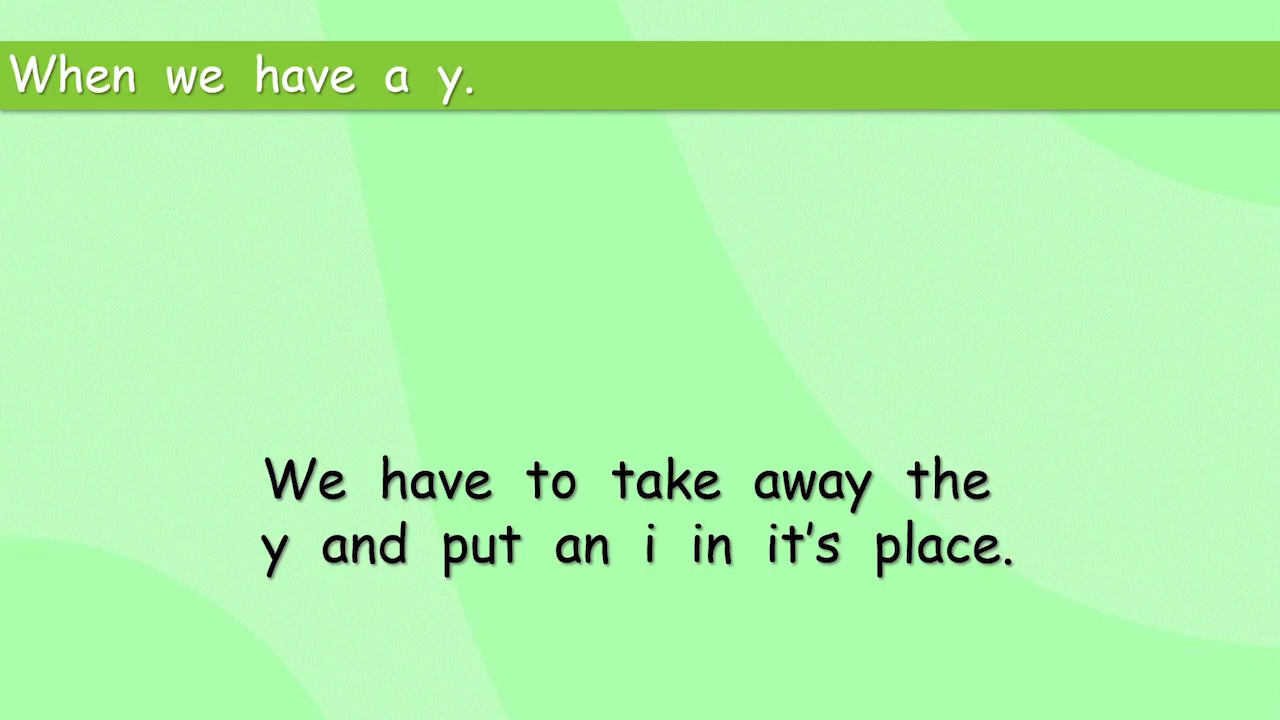 When we have a y.
We have to take away the
y and put an i in it’s place.